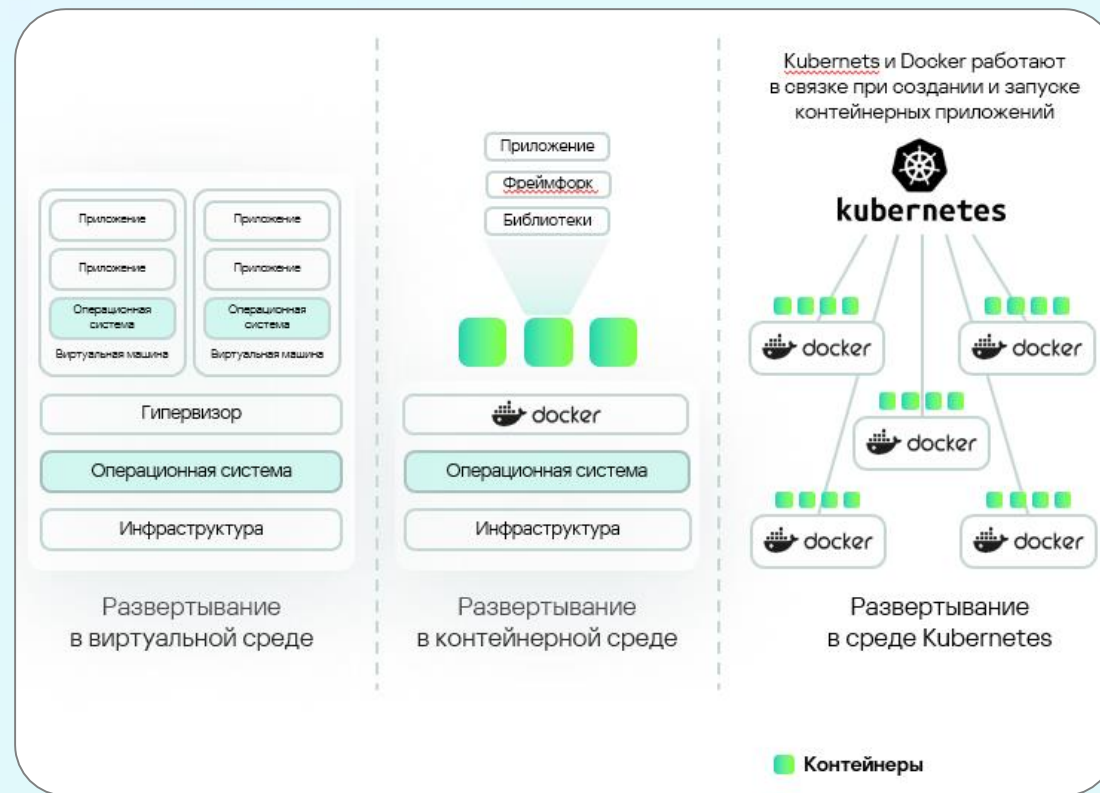 Приложение
Приложение
Операционная
система
Виртуальная машина
Приложение
Приложение
Операционная
система
Виртуальная машина
Гипервизор
Операционная система
Инфраструктура
Развертывание
в виртуальной среде
Приложение
Фреймфорк
Библиотеки
docker
Операционная система
Инфраструктура
Развертывание
в контейнерной среде
Kubernets и Docker работают
в связке при создании и запуске
контейнерных приложений
kubernetes
docker
docker
docker
docker
docker
Развертывание
в среде Kubernetes
Контейнеры